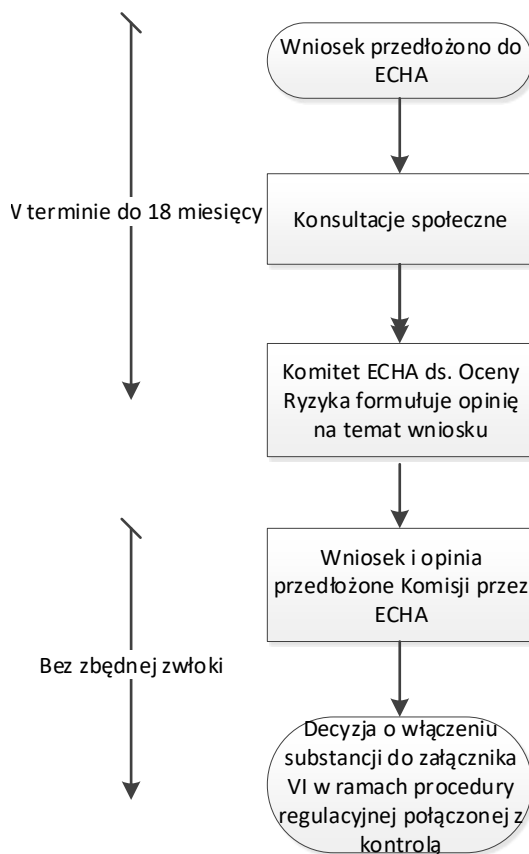 Wniosek przedłożono do
ECHA
V terminie do 18 miesięcy
Konsultacje społeczne
Komitet ECHA ds. Oceny
Ryzyka formułuje opinię
na temat wniosku
Wniosek i opinia
przedłożone Komisji przez
ECHA
Bez zbędnej zwłoki
Decyzja o włączeniu
substancji do załącznika
VI w ramach procedury
regulacyjnej połączonej z
kontrolą